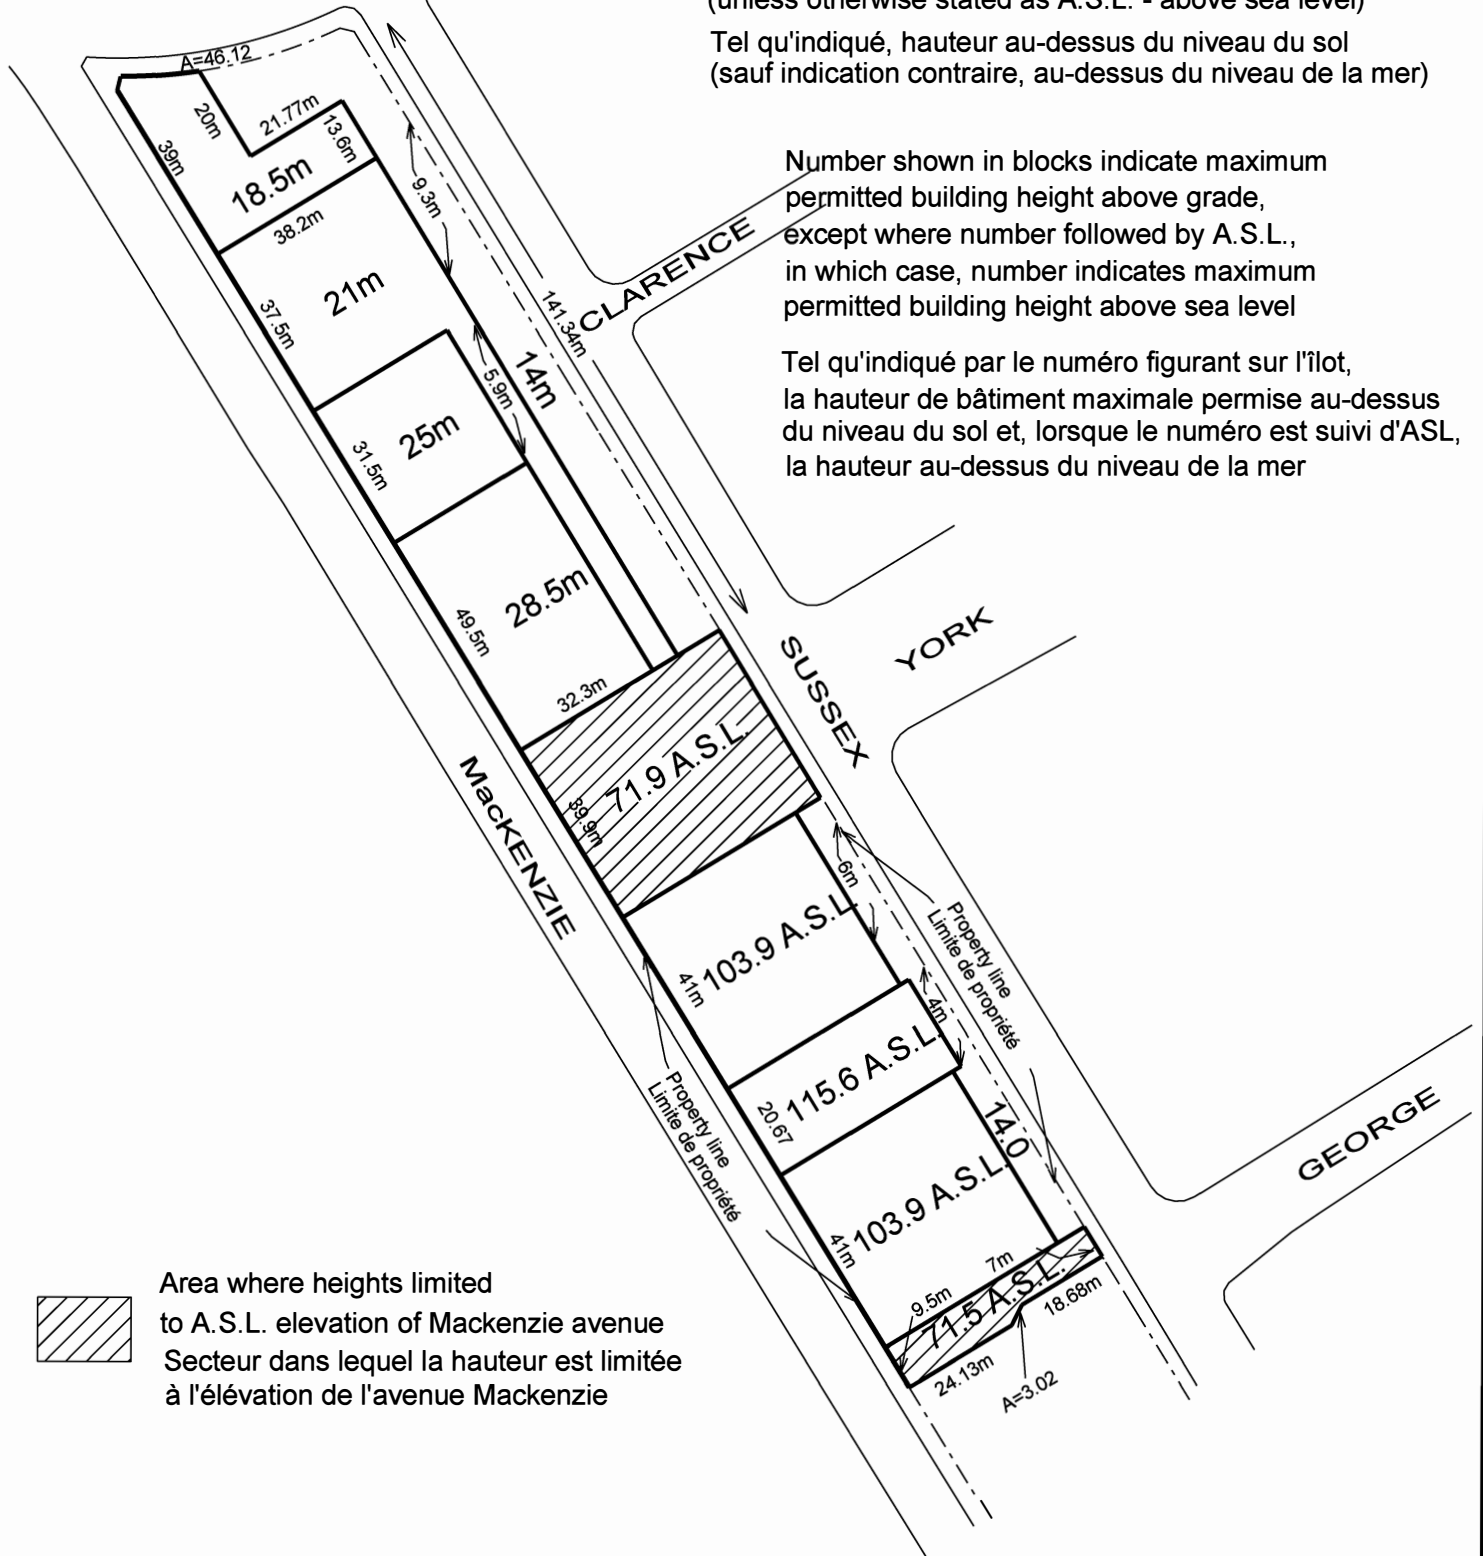 (unless otherwise stated as A.S.L. - above sea level)
Tel qu'indiqué, hauteur au-dessus du niveau du sol
(sauf indication contraire, au-dessus du niveau de la mer)
Number shown in blocks indicate maximum
permitted building height above grade,
except where number followed by A.S.L.,
in which case, number indicates maximum
permitted building height above sea level
Tel qu'indiqué par le numéro figurant sur l'îlot,
la hauteur de bâtiment maximale permise au-dessus
du niveau du sol et, lorsque le numéro est suivi d'ASL,
la hauteur au-dessus du niveau de la mer
A=46.12
20m
21.77m
13.6m
39m
18.5m
38.2m
9.3m
21m
37.5m
141.34m
CLARENCE
14m
5.9m
25m
31.5m
28.5m
49.5m
32.3m
SUSSEX
YORK
71.9 A.S.L.
39.9m
MacKENZIE
6m
103.9 A.S.L.
41m
Property line
Limite de propriété
4m
115.6 A.S.L.
20.67
Property line
Limite de propriété
14.0
GEORGE
103.9 A.S.L.
41m
7m
9.5m
71.5 A.S.L.
18.68m
24.13m
A=3.02
Area where heights limited
to A.S.L. elevation of Mackenzie avenue
Secteur dans lequel la hauteur est limitée
à l'élévation de l'avenue Mackenzie